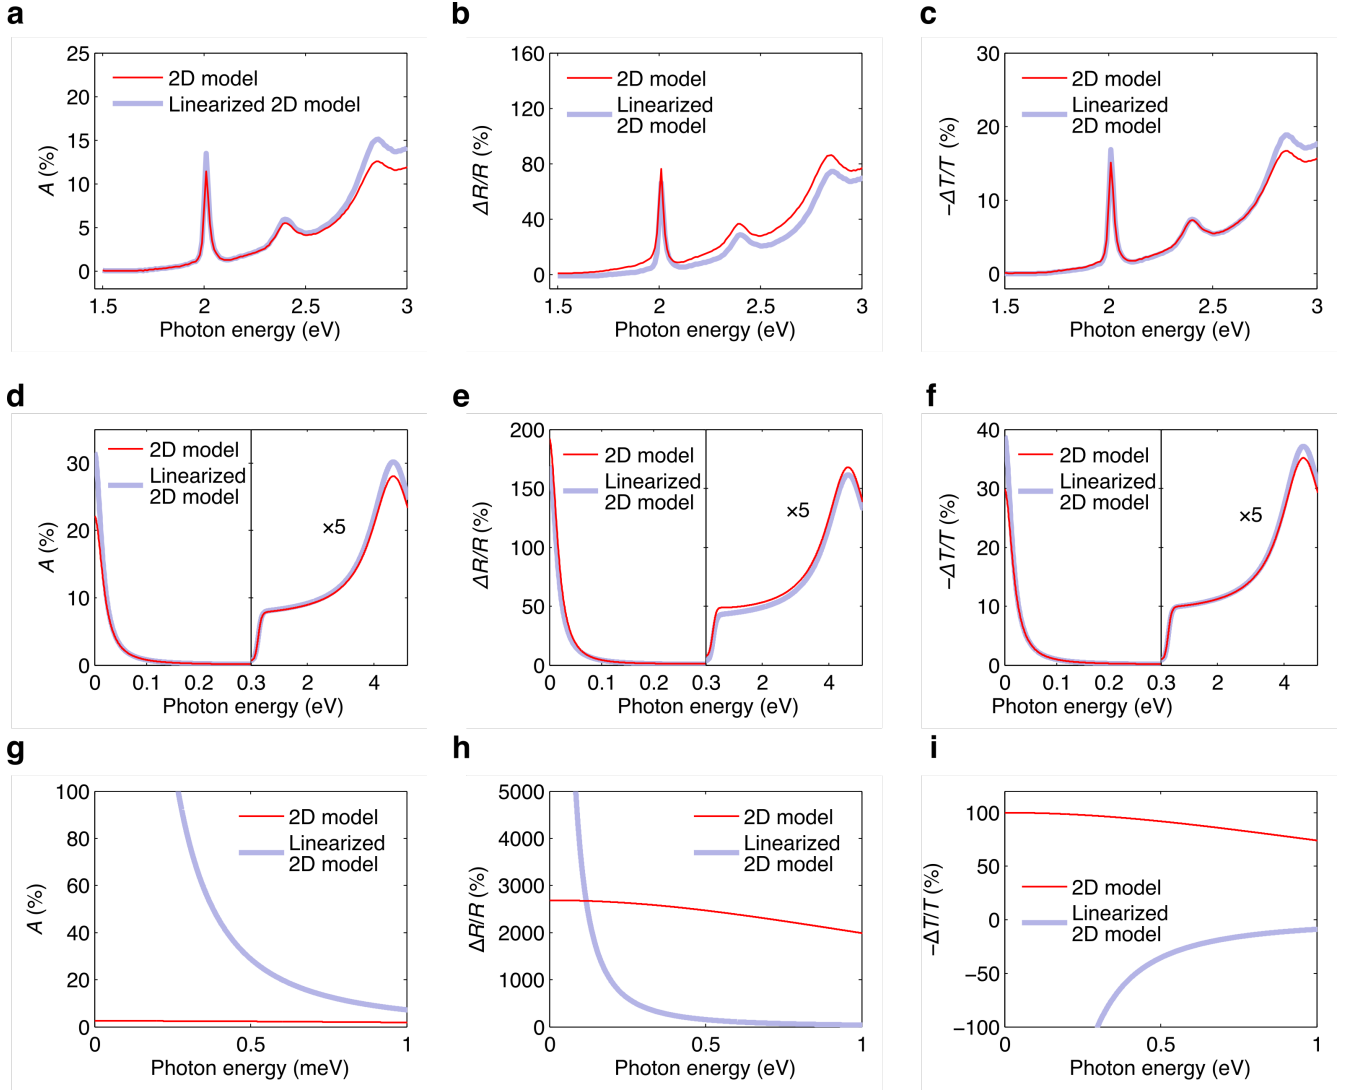 a
25
20
15
10
5
0
A (%)
2D model
Linearized 2D model
1.5
2
2.5
3
Photon energy (eV)
b
160
120
80
40
0
ΔR/R (%)
2D model
Linearized
2D model
1.5
2
2.5
3
Photon energy (eV)
c
30
20
10
0
−ΔT/T (%)
2D model
Linearized
2D model
1.5
2
2.5
3
Photon energy (eV)
d
30
20
10
0
A (%)
2D model
Linearized
2D model
×5
0
0.1
0.2
0.3
2
4
Photon energy (eV)
e
200
150
100
50
0
ΔR/R (%)
2D model
Linearized
2D model
×5
0
0.1
0.2
0.3
2
4
Photon energy (eV)
f
40
30
20
10
0
−ΔT/T (%)
2D model
Linearized
2D model
×5
0
0.1
0.2
0.3
2
4
Photon energy (eV)
g
100
80
60
40
20
0
A (%)
2D model
Linearized
2D model
0
0.5
1
Photon energy (meV)
h
5000
4000
3000
2000
1000
0
ΔR/R (%)
2D model
Linearized
2D model
0
0.5
1
Photon energy (eV)
i
100
50
0
−50
−100
−ΔT/T (%)
2D model
Linearized
2D model
0
0.5
1
Photon energy (eV)